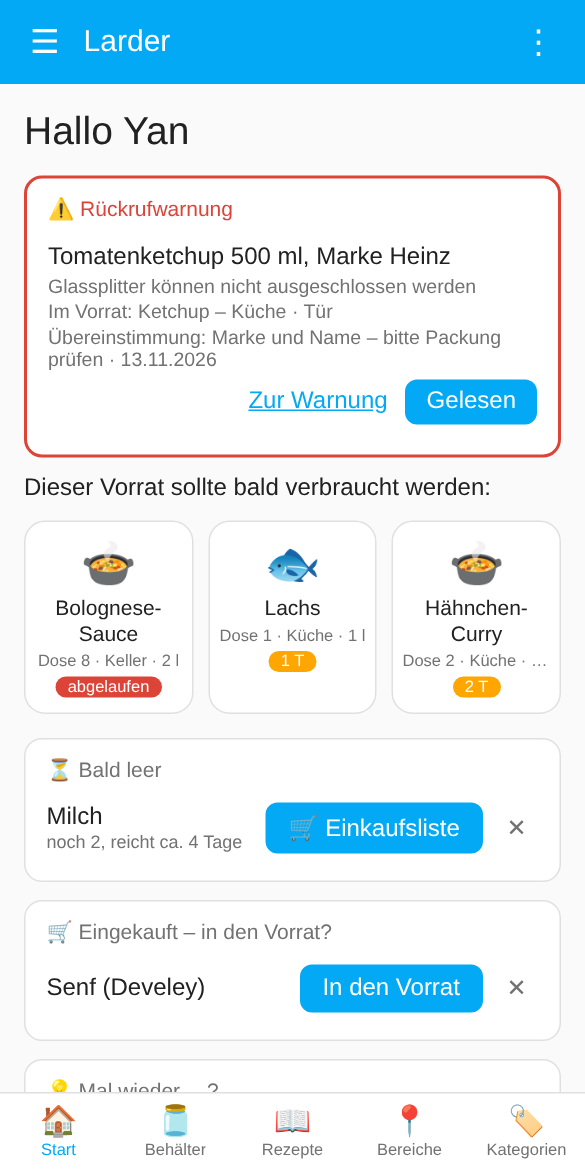 ☰ Larder ⋮
Hallo Yan
⚠️ Rückrufwarnung
Tomatenketchup 500 ml, Marke Heinz
Glassplitter können nicht ausgeschlossen werden
Im Vorrat: Ketchup – Küche · Tür
Übereinstimmung: Marke und Name – bitte Packung
prüfen · 13.11.2026
Zur Warnung Gelesen
Dieser Vorrat sollte bald verbraucht werden:
Bolognese-
Sauce
Dose 8 · Keller · 2 l
abgelaufen
Lachs
Dose 1 · Küche · 1 l
1 T
Hähnchen-
Curry
Dose 2 · Küche · …
2 T
⏳ Bald leer
Milch
noch 2, reicht ca. 4 Tage
🛒 Einkaufsliste ✕
🛒 Eingekauft – in den Vorrat?
Senf (Develey) In den Vorrat ✕
💡 Mal wieder …?
Start Behälter Rezepte Bereiche Kategorien